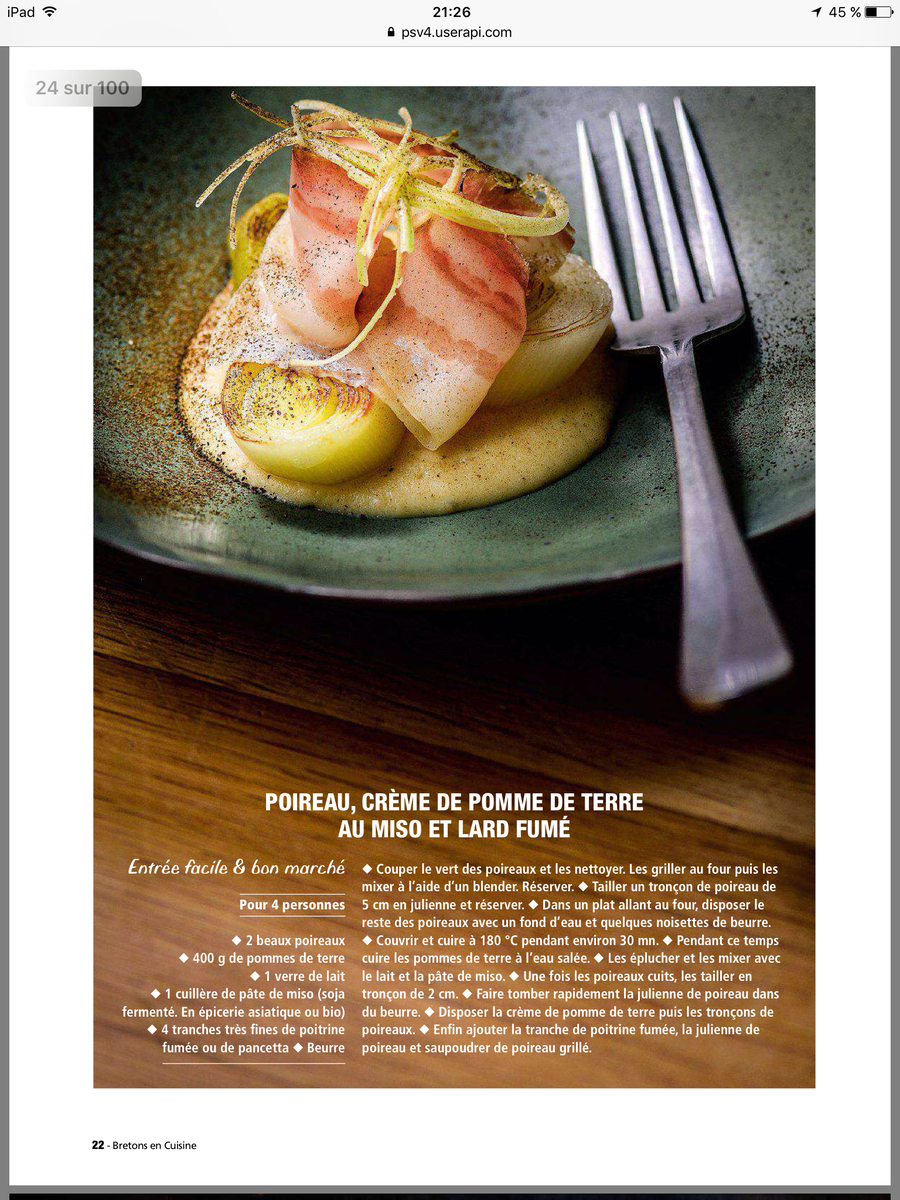 iPad 21:26 45 %
psv4.userapi.com
24 sur 100
POIREAU, CRÈME DE POMME DE TERRE
AU MISO ET LARD FUMÉ
Entrée facile & bon marché
Pour 4 personnes
◆ 2 beaux poireaux
◆ 400 g de pommes de terre
◆ 1 verre de lait
◆ 1 cuillère de pâte de miso (soja
fermenté. En épicerie asiatique ou bio)
◆ 4 tranches très fines de poitrine
fumée ou de pancetta ◆ Beurre
◆ Couper le vert des poireaux et les nettoyer. Les griller au four puis les
mixer à l'aide d'un blender. Réserver. ◆ Tailler un tronçon de poireau de
5 cm en julienne et réserver. ◆ Dans un plat allant au four, disposer le
reste des poireaux avec un fond d'eau et quelques noisettes de beurre.
◆ Couvrir et cuire à 180 °C pendant environ 30 mn. ◆ Pendant ce temps
cuire les pommes de terre à l'eau salée. ◆ Les éplucher et les mixer avec
le lait et la pâte de miso. ◆ Une fois les poireaux cuits, les tailler en
tronçon de 2 cm. ◆ Faire tomber rapidement la julienne de poireau dans
du beurre. ◆ Disposer la crème de pomme de terre puis les tronçons de
poireaux. ◆ Enfin ajouter la tranche de poitrine fumée, la julienne de
poireau et saupoudrer de poireau grillé.
22 - Bretons en Cuisine